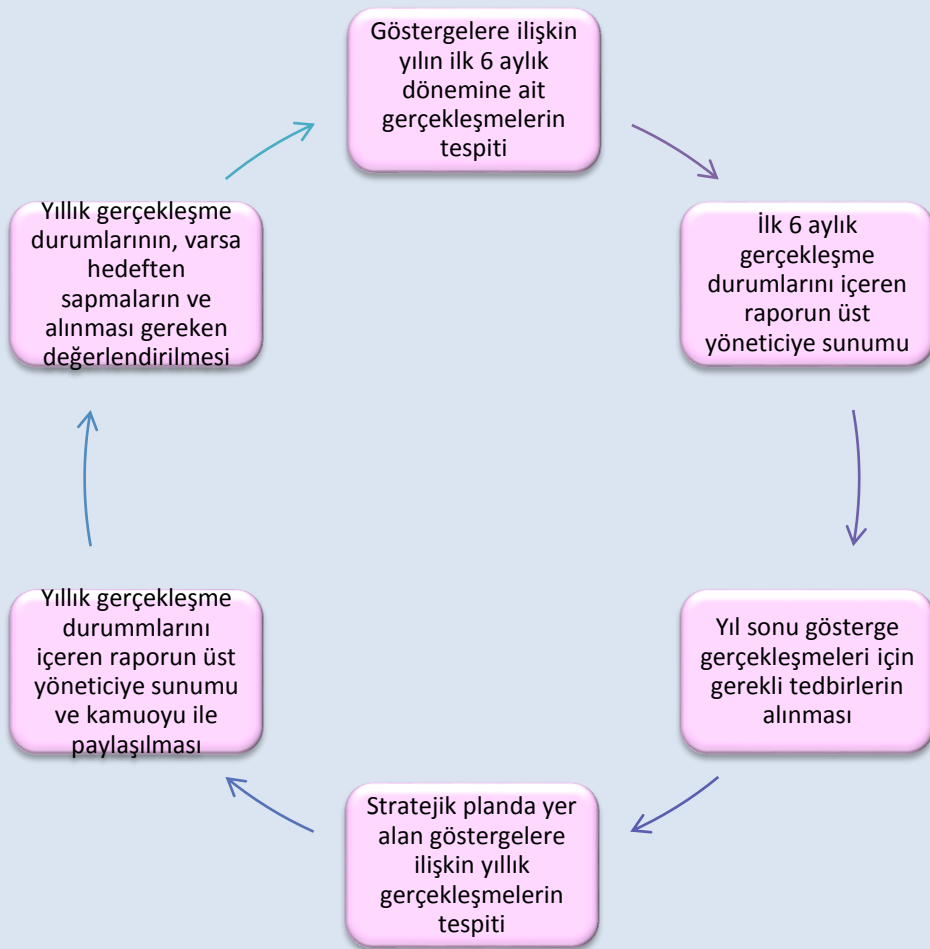 Göstergelere ilişkin
yılın ilk 6 aylık
dönemine ait
gerçekleşmelerin
tespiti
İlk 6 aylık
gerçekleşme
durumlarını içeren
raporun üst
yöneticiye sunumu
Yıl sonu gösterge
gerçekleşmeleri için
gerekli tedbirlerin
alınması
Stratejik planda yer
alan göstergelere
ilişkin yıllık
gerçekleşmelerin
tespiti
Yıllık gerçekleşme
durummlarını
içeren raporun üst
yöneticiye sunumu
ve kamuoyu ile
paylaşılması
Yıllık gerçekleşme
durumlarının, varsa
hedeften
sapmaların ve
alınması gereken
değerlendirilmesi